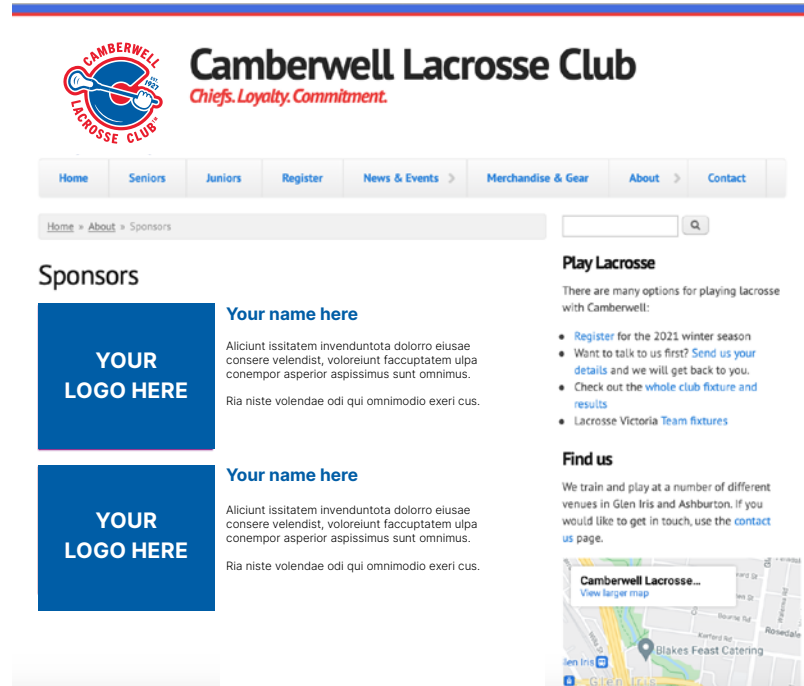 CAMBERWELL
EST. 1927
LACROSSE CLUB
Camberwell Lacrosse Club
Chiefs. Loyalty. Commitment.
Home Seniors Juniors Register News & Events Merchandise & Gear About Contact
Home » About » Sponsors
Sponsors
YOUR
LOGO HERE
Your name here
Aliciunt issitatem invenduntota dolorro eiusae
consere velendist, voloreiunt faccuptatem ulpa
conempor asperior aspissimus sunt omnimus.
Ria niste volendae odi qui omnimodio exeri cus.
YOUR
LOGO HERE
Your name here
Aliciunt issitatem invenduntota dolorro eiusae
consere velendist, voloreiunt faccuptatem ulpa
conempor asperior aspissimus sunt omnimus.
Ria niste volendae odi qui omnimodio exeri cus.
Play Lacrosse
There are many options for playing lacrosse
with Camberwell:
Register for the 2021 winter season
Want to talk to us first? Send us your
details and we will get back to you.
Check out the whole club fixture and
results
Lacrosse Victoria Team fixtures
Find us
We train and play at a number of different
venues in Glen Iris and Ashburton. If you
would like to get in touch, use the contact
us page.
Camberwell Lacrosse...
View larger map
Bourne Rd
Rosedale
Blakes Feast Catering
Glen Iris
Glen Iris